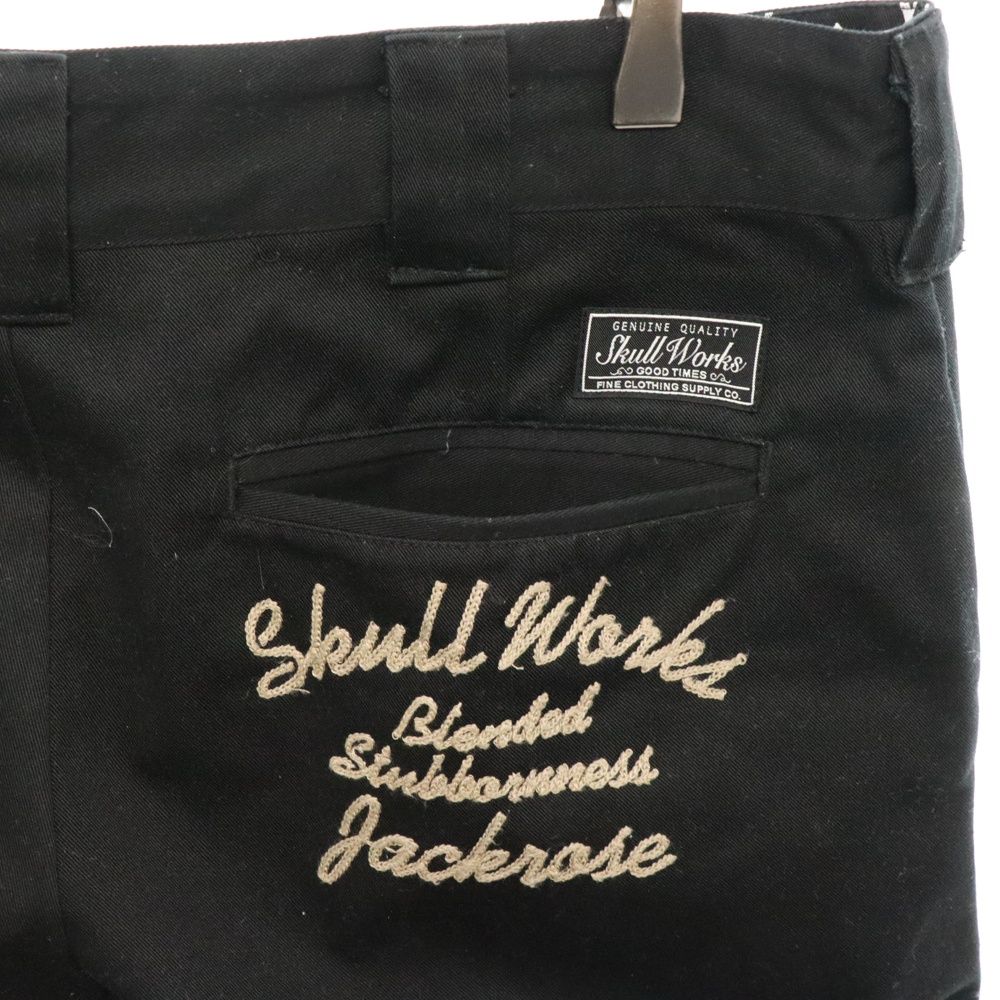 GENUINE QUALITY
Skull Works
GOOD TIMES
FINE CLOTHING SUPPLY CO.
Skull Works
Blended
Stubbornness
Jackrose